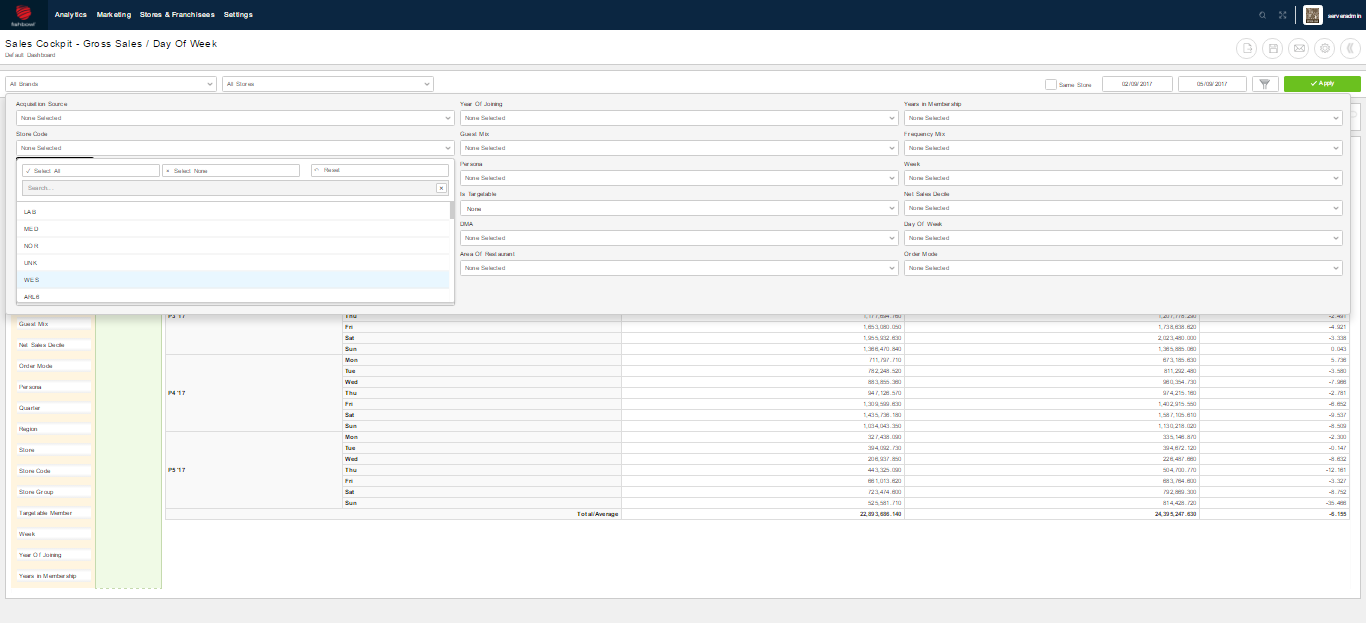 fishbowl
Analytics Marketing Stores & Franchisees Settings
serveradmin
Sales Cockpit - Gross Sales / Day Of Week
Default Dashboard
All Brands
All Stores
Same Store
02/09/2017
05/09/2017
Apply
Acquisition Source Year Of Joining Years in Membership
None Selected None Selected None Selected
Store Code Guest Mix Frequency Mix
None Selected None Selected None Selected
Persona Week
Select All Select None Reset
None Selected None Selected
Search...
x
Is Targetable Net Sales Decile
None None Selected
LAB
DMA Day Of Week
MED
None Selected None Selected
NOR
Area Of Restaurant Order Mode
UNK
None Selected None Selected
WES
ARLB
P3 '17 Thu 1,177,694.760 1,207,778.290 -2.491
Guest Mix
Fri 1,653,080.050 1,738,638.620 -4.921
Sat 1,955,932.630 2,023,480.000 -3.338
Net Sales Decile
Sun 1,366,470.840 1,365,885.060 0.043
Mon 711,797.710 673,185.630 5.736
Order Mode
Tue 782,248.520 811,292.480 -3.580
Wed 883,855.360 960,354.730 -7.966
Persona
P4 '17 Thu 947,126.570 974,215.160 -2.781
Fri 1,309,599.630 1,402,915.550 -6.652
Quarter
Sat 1,435,736.180 1,587,105.610 -9.537
Sun 1,034,043.350 1,130,218.020 -8.509
Region
Mon 327,438.090 335,146.870 -2.300
Tue 394,092.730 394,672.120 -0.147
Store
Wed 206,937.850 226,487.660 -8.632
Store Code
P5 '17 Thu 443,325.090 504,700.770 -12.161
Fri 661,013.620 683,764.600 -3.327
Store Group
Sat 723,474.600 792,869.300 -8.752
Sun 525,581.710 814,428.720 -35.466
Targetable Member
Total/Average 22,893,686.140 24,395,247.630 -6.155
Week
Year Of Joining
Years in Membership